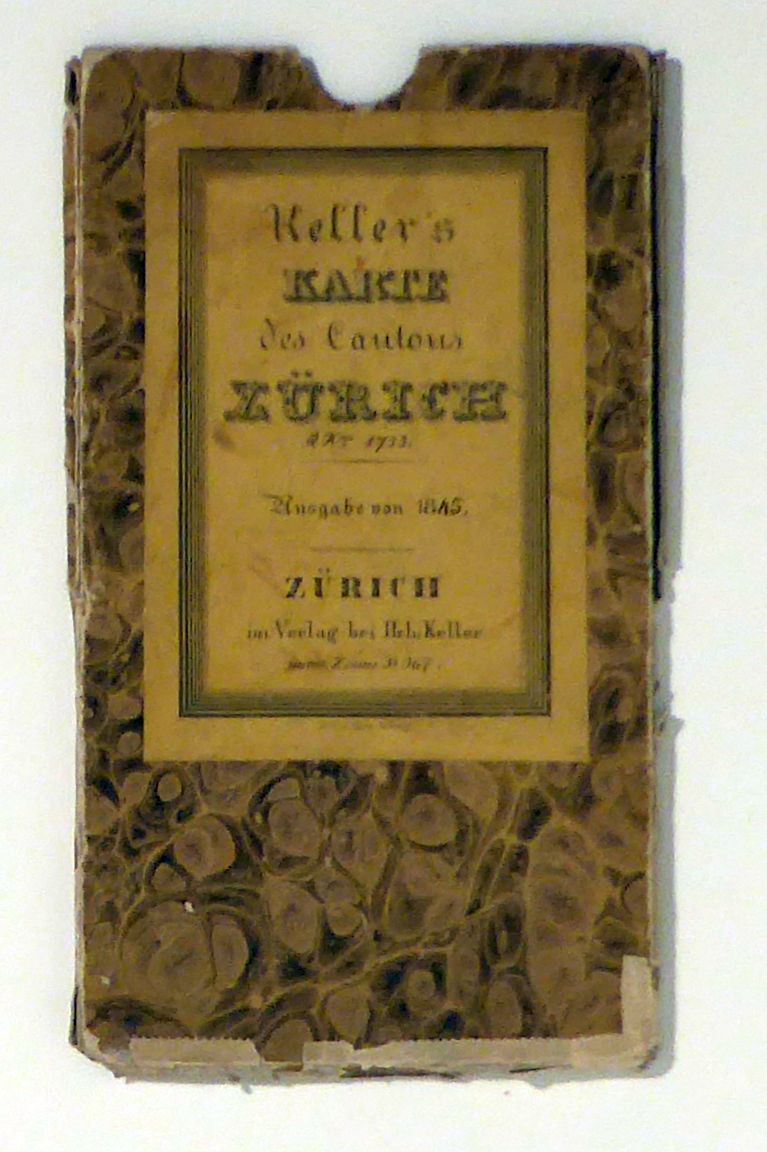 Keller's
KARTE
des Cantons
ZÜRICH
Ausgabe von 1845.
ZÜRICH
im Verlag bei Hch. Keller